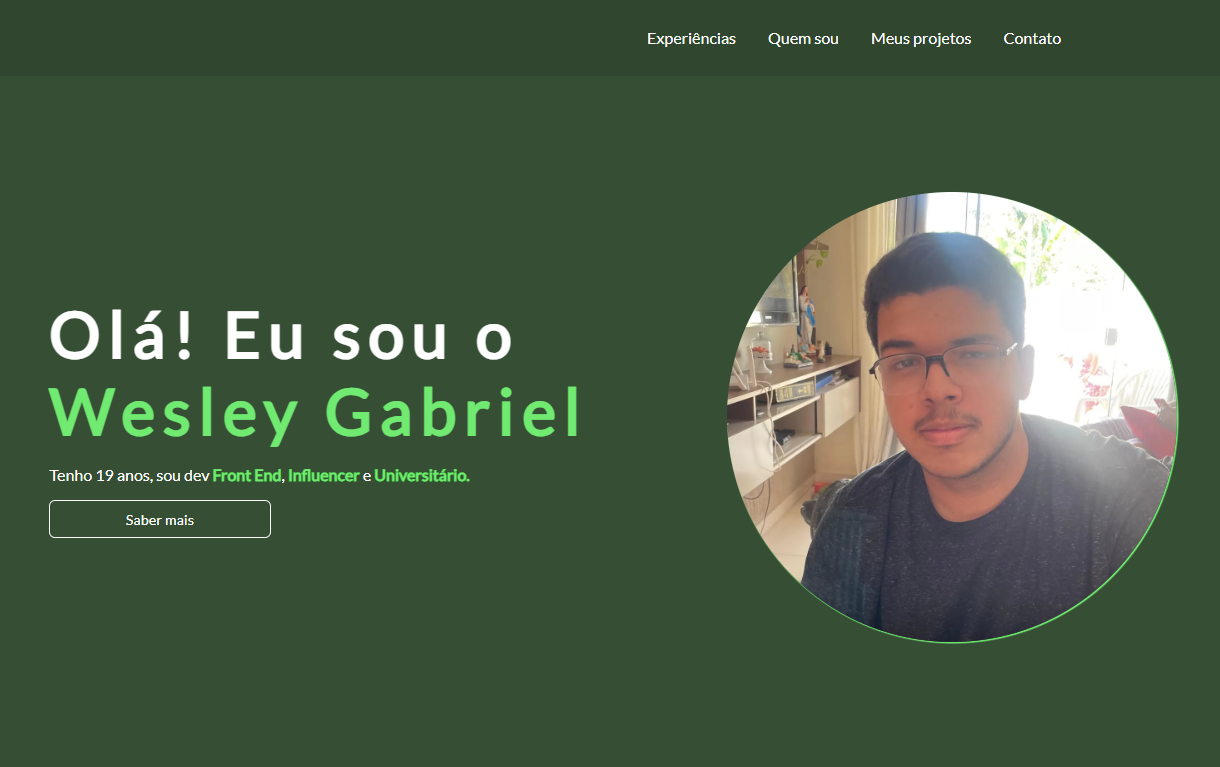 Experiências Quem sou Meus projetos Contato
Olá! Eu sou o
Wesley Gabriel
Tenho 19 anos, sou dev Front End, Influencer e Universitário.
Saber mais